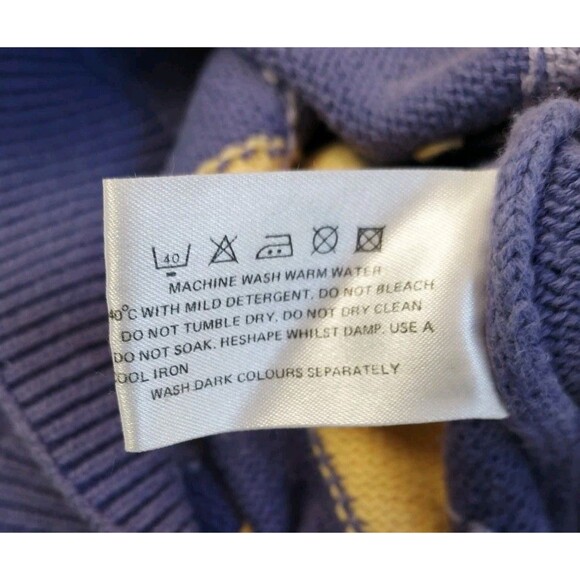 40
MACHINE WASH WARM WATER
40°C WITH MILD DETERGENT. DO NOT BLEACH
DO NOT TUMBLE DRY. DO NOT DRY CLEAN
DO NOT SOAK. RESHAPE WHILST DAMP. USE A
COOL IRON
WASH DARK COLOURS SEPARATELY